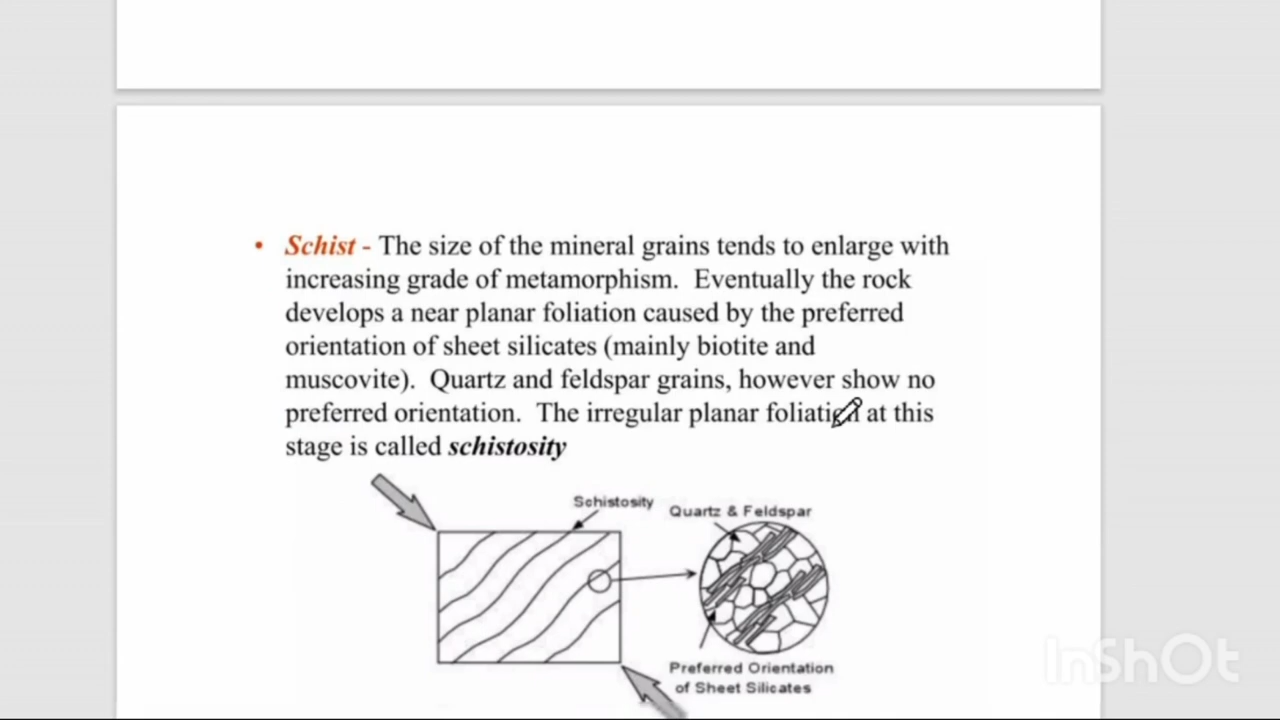 • Schist - The size of the mineral grains tends to enlarge with
increasing grade of metamorphism. Eventually the rock
develops a near planar foliation caused by the preferred
orientation of sheet silicates (mainly biotite and
muscovite). Quartz and feldspar grains, however show no
preferred orientation. The irregular planar foliation at this
stage is called schistosity
Schistosity
Quartz & Feldspar
Preferred Orientation
of Sheet Silicates
InShOt